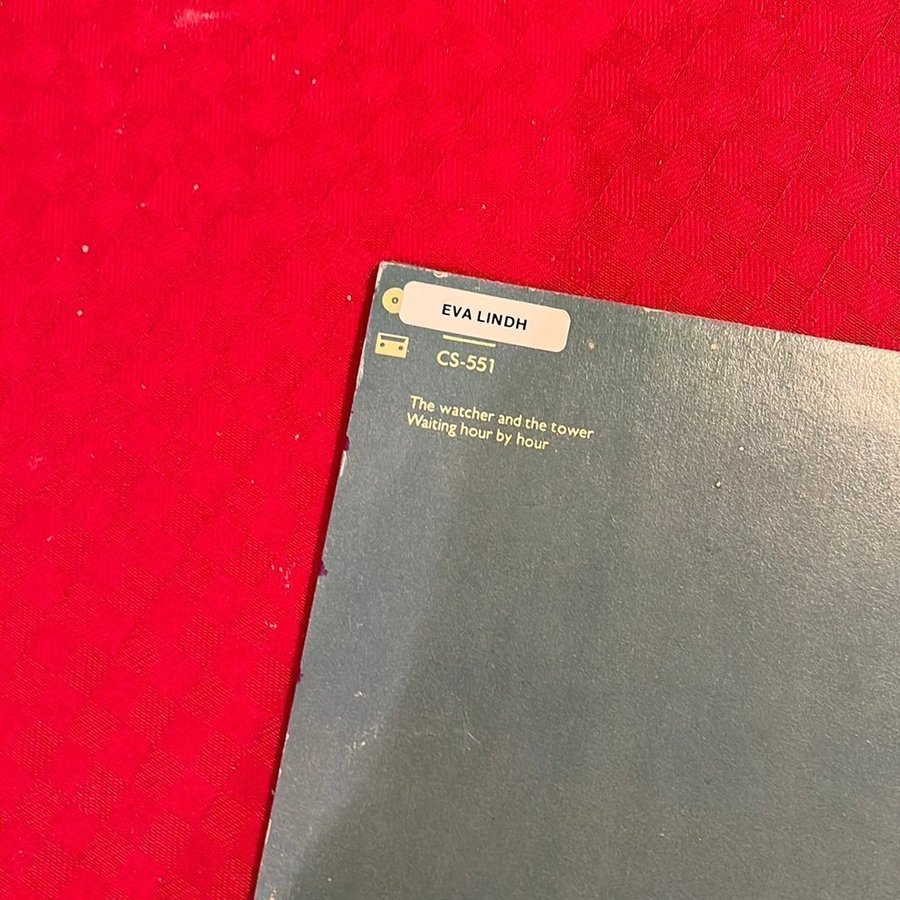 EVA LINDH
CS-551
The watcher and the tower
Waiting hour by hour